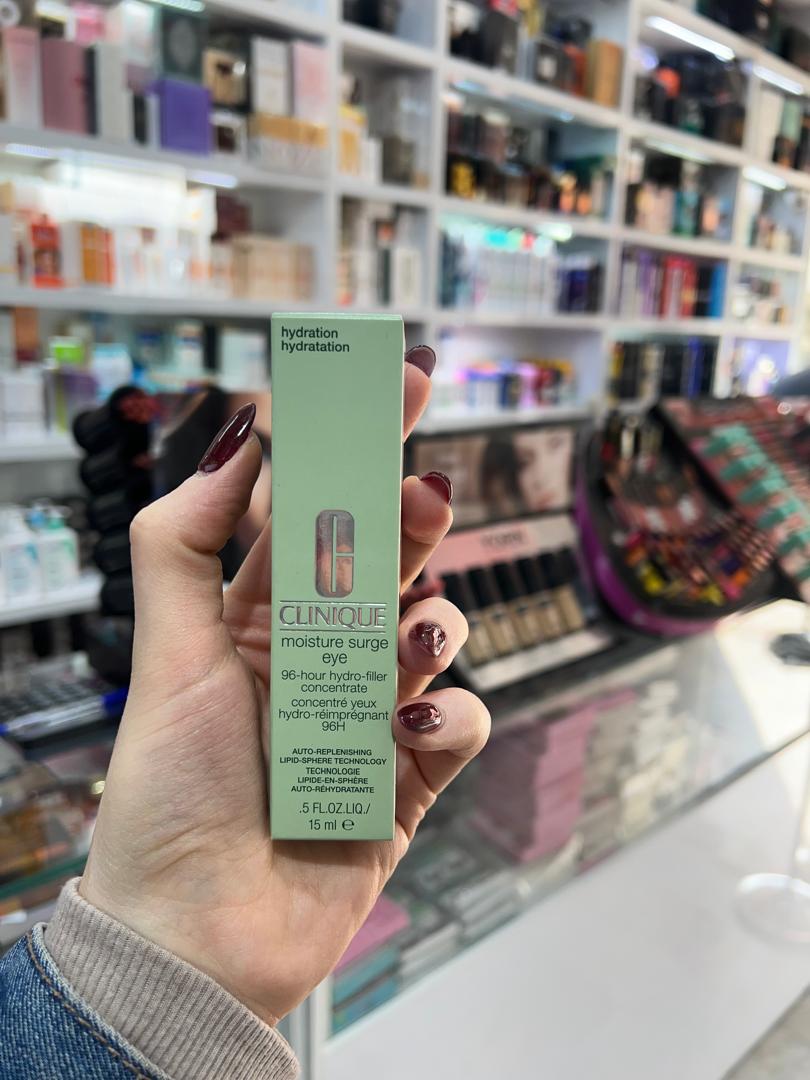 hydration
hydratation
CLINIQUE
moisture surge
eye
96-hour hydro-filler
concentrate
concentré yeux
hydro-réimprégnant
96H
AUTO-REPLENISHING
LIPID-SPHERE TECHNOLOGY
TECHNOLOGIE
LIPIDE-EN-SPHÈRE
AUTO-RÉHYDRATANTE
.5 FL.OZ.LIQ./
15 ml ℮